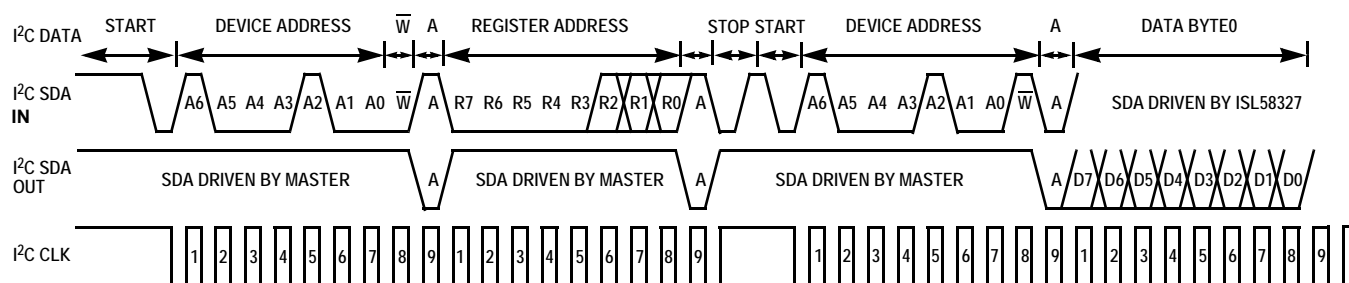 I²C DATA START DEVICE ADDRESS W̅ A REGISTER ADDRESS A STOP START DEVICE ADDRESS A DATA BYTE0
I²C SDA IN A6 A5 A4 A3 A2 A1 A0 W̅ A R7 R6 R5 R4 R3 R2 R1 R0 A A6 A5 A4 A3 A2 A1 A0 W̅ A SDA DRIVEN BY ISL58327
I²C SDA OUT SDA DRIVEN BY MASTER A SDA DRIVEN BY MASTER A SDA DRIVEN BY MASTER A D7 D6 D5 D4 D3 D2 D1 D0
I²C CLK 1 2 3 4 5 6 7 8 9 1 2 3 4 5 6 7 8 9 1 2 3 4 5 6 7 8 9 1 2 3 4 5 6 7 8 9